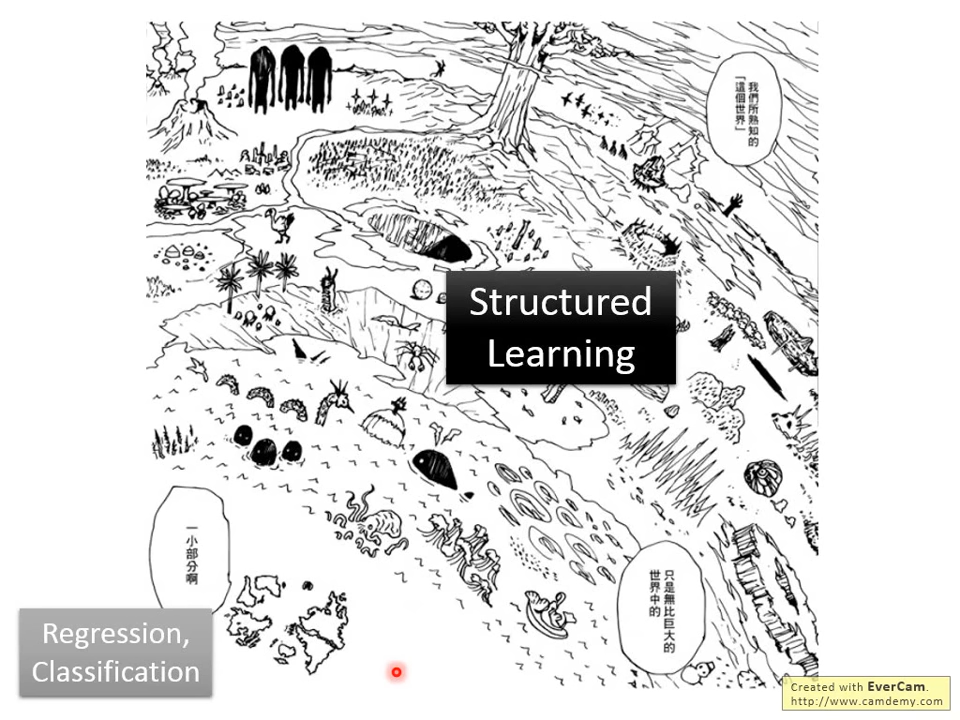 我們所熟知的
「這個世界」
Structured
Learning
只是無比巨大的
世界中的
一小部分啊
Regression,
Classification
Created with EverCam.
http://www.camdemy.com